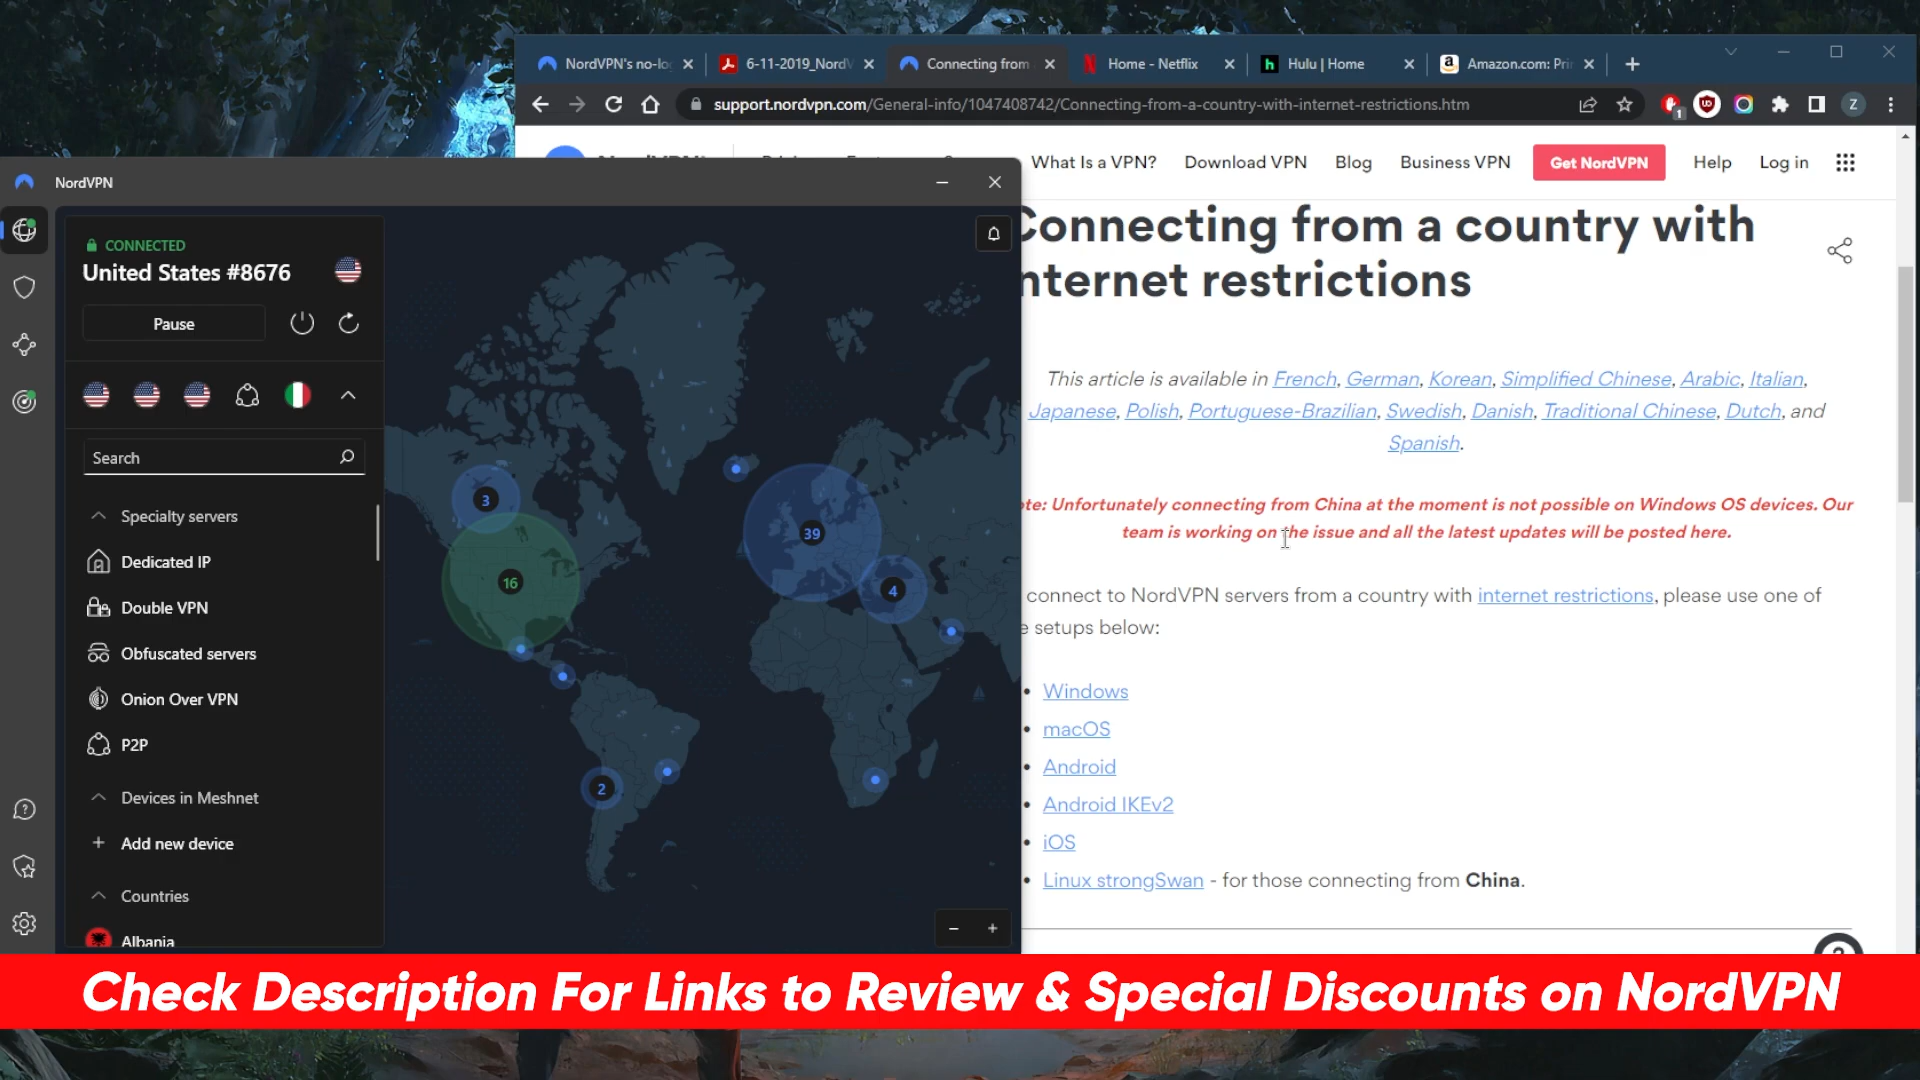 NordVPN's no-lo
6-11-2019_NordV
Connecting from
Home - Netflix
Hulu | Home
Amazon.com: Pri
support.nordvpn.com/General-info/1047408742/Connecting-from-a-country-with-internet-restrictions.htm
1
Z
What Is a VPN?
Download VPN
Blog
Business VPN
Get NordVPN
Help
Log in
Connecting from a country with
nternet restrictions
This article is available in French, German, Korean, Simplified Chinese, Arabic, Italian,
Japanese, Polish, Portuguese-Brazilian, Swedish, Danish, Traditional Chinese, Dutch, and
Spanish.
ote: Unfortunately connecting from China at the moment is not possible on Windows OS devices. Our
team is working on the issue and all the latest updates will be posted here.
connect to NordVPN servers from a country with internet restrictions, please use one of
e setups below:
• Windows
• macOS
• Android
• Android IKEv2
• iOS
• Linux strongSwan - for those connecting from China.
NordVPN
CONNECTED
United States #8676
Pause
Search
Specialty servers
Dedicated IP
Double VPN
Obfuscated servers
Onion Over VPN
P2P
Devices in Meshnet
+ Add new device
Countries
Albania
3
16
39
4
2
− +
Check Description For Links to Review & Special Discounts on NordVPN